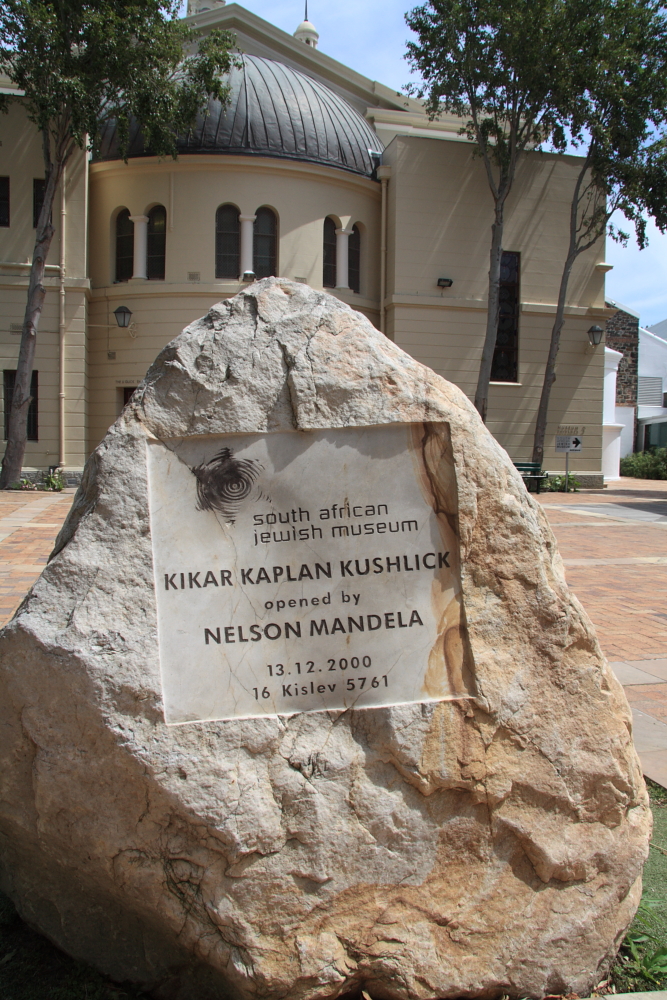 south african
jewish museum
KIKAR KAPLAN KUSHLICK
opened by
NELSON MANDELA
13.12.2000
16 Kislev 5761